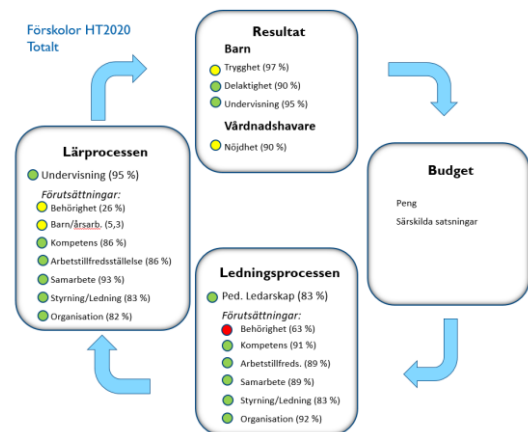 Förskolor HT2020
Totalt
Resultat
Barn
Trygghet (97 %)
Delaktighet (90 %)
Undervisning (95 %)
Vårdnadshavare
Nöjdhet (90 %)
Lärprocessen
Undervisning (95 %)
Förutsättningar:
Behörighet (26 %)
Barn/årsarb. (5,3)
Kompetens (86 %)
Arbetstillfredsställelse (86 %)
Samarbete (93 %)
Styrning/Ledning (83 %)
Organisation (82 %)
Budget
Peng
Särskilda satsningar
Ledningsprocessen
Ped. Ledarskap (83 %)
Förutsättningar:
Behörighet (63 %)
Kompetens (91 %)
Arbetstillfreds. (89 %)
Samarbete (89 %)
Styrning/Ledning (83 %)
Organisation (92 %)